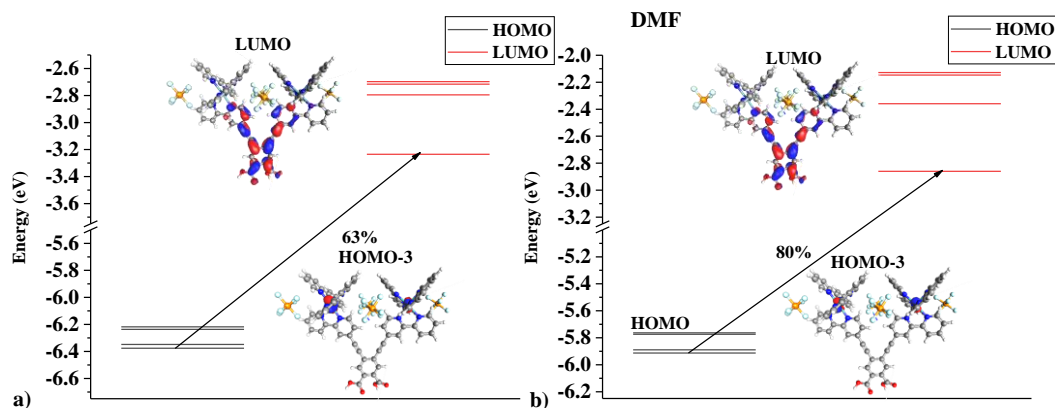 HOMO
LUMO
LUMO
-2.6
-2.8
-3.0
-3.2
-3.4
-5.6
-5.8
-6.0
-6.2
-6.4
-6.6
Energy (eV)
63%
HOMO-3
a)
DMF
HOMO
LUMO
LUMO
-2.0
-2.2
-2.4
-2.6
-2.8
-3.0
-3.2
-5.0
-5.2
-5.4
-5.6
-5.8
-6.0
-6.2
Energy (eV)
80%
HOMO-3
HOMO
b)